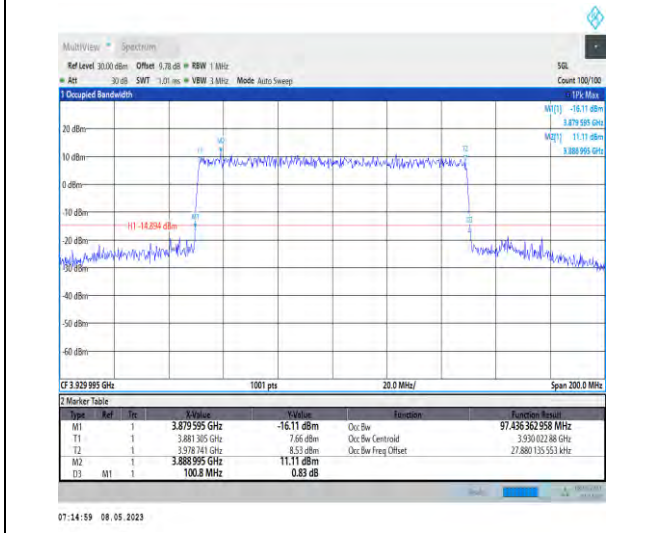 MultiView Spectrum
Ref Level 30.00 dBm Offset 9.78 dB RBW 1 MHz SGL
Att 30 dB SWT 1.01 ms VBW 3 MHz Mode Auto Sweep Count 100/100
1 Occupied Bandwidth 1Pk Max
M1[1] -16.11 dBm
3.879 595 GHz
M2[1] 11.11 dBm
3.888 995 GHz
20 dBm
M2
T1 T2
10 dBm
0 dBm
-10 dBm
M1
H1 -14.894 dBm
D3
-20 dBm
-30 dBm
-40 dBm
-50 dBm
-60 dBm
CF 3.929 995 GHz 1001 pts 20.0 MHz/ Span 200.0 MHz
2 Marker Table
Type Ref Trc X-Value Y-Value Function Function Result
M1 1 3.879 595 GHz -16.11 dBm Occ Bw 97.436 362 958 MHz
T1 1 3.881 305 GHz 7.66 dBm Occ Bw Centroid 3.930 022 88 GHz
T2 1 3.978 741 GHz 8.53 dBm Occ Bw Freq Offset 27.880 135 553 kHz
M2 1 3.888 995 GHz 11.11 dBm
D3 M1 1 100.8 MHz 0.83 dB
07:14:59 08.05.2023